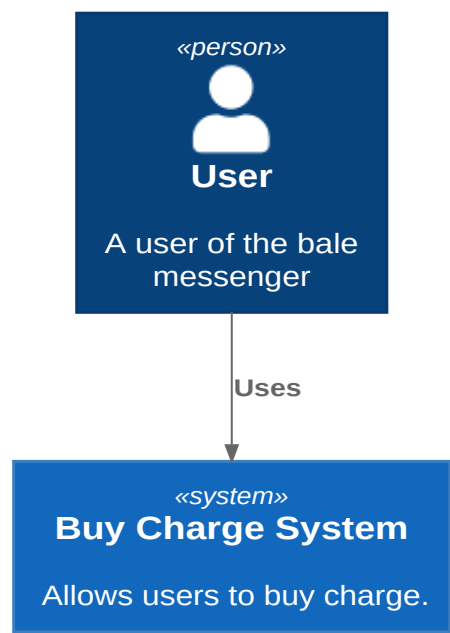 «person»
User
A user of the bale
messenger
Uses
«system»
Buy Charge System
Allows users to buy charge.